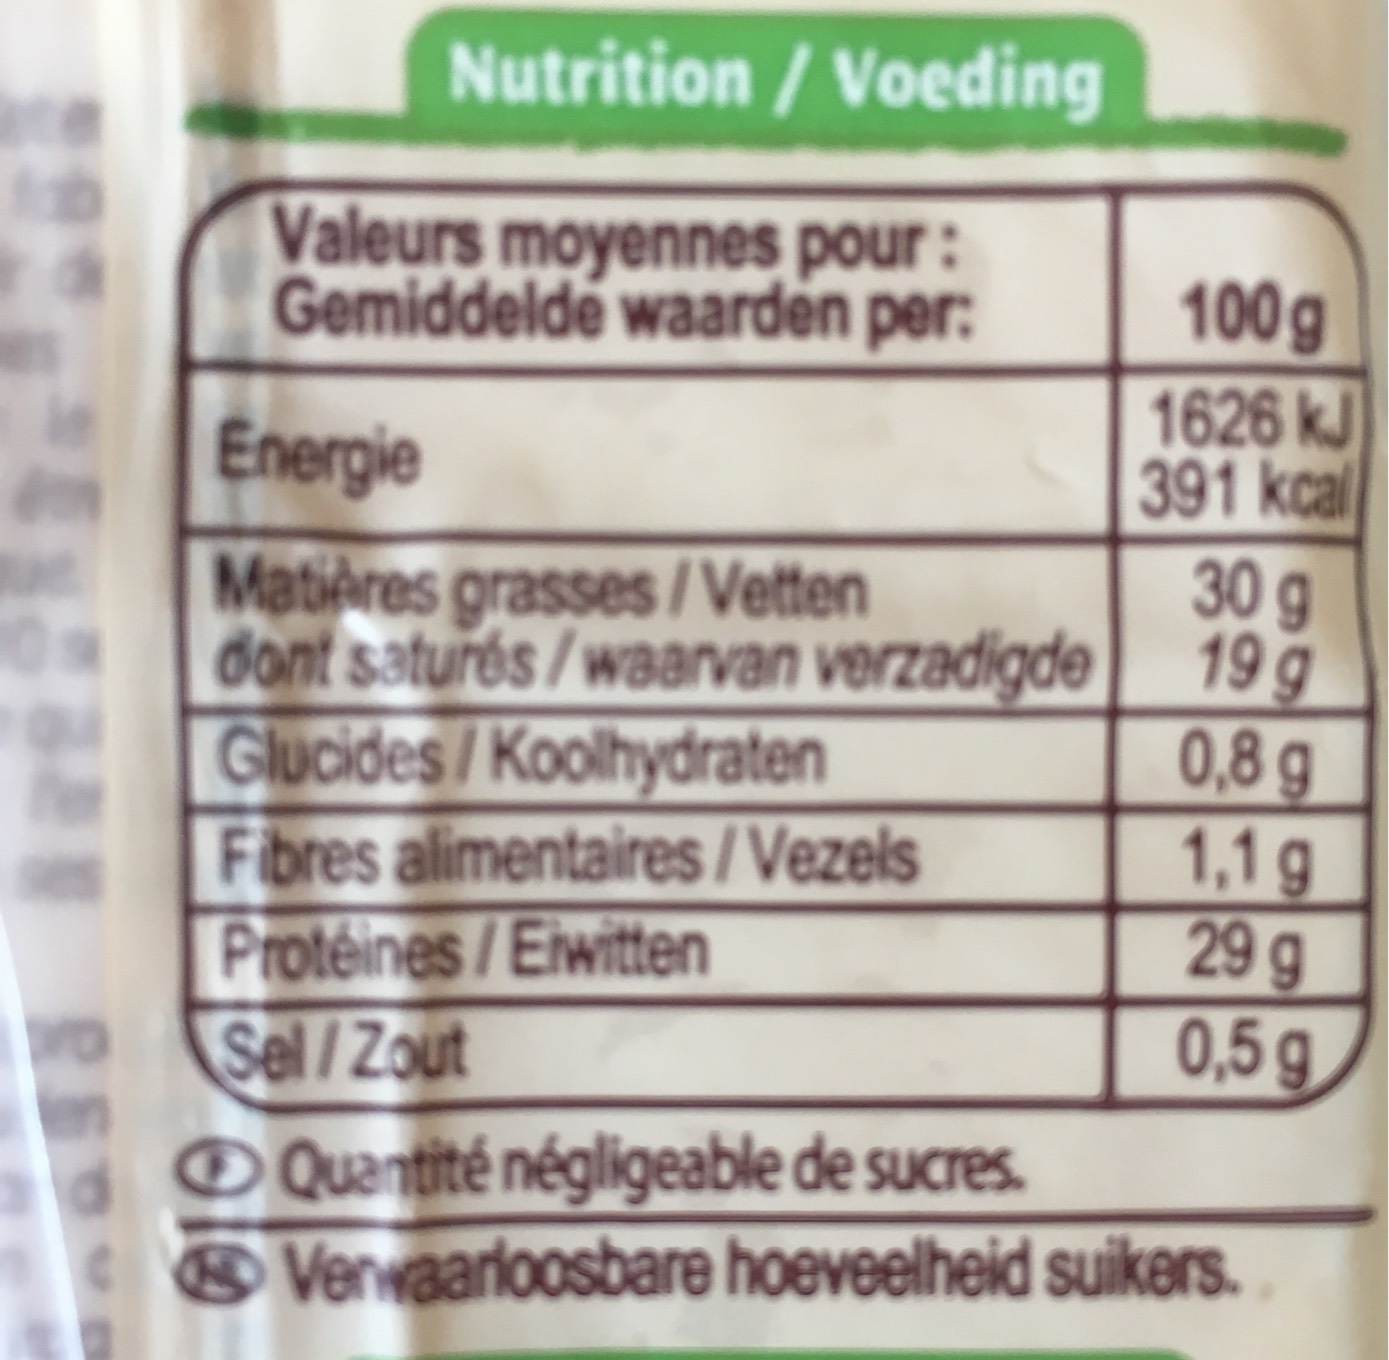 Nutrition / Voeding
Valeurs moyennes pour :
Gemiddelde waarden per:
100 g
Energie
1626 kJ
391 kcal
Matières grasses / Vetten 30 g
dont saturés / waarvan verzadigde 19 g
Glucides / Koolhydraten 0,8 g
Fibres alimentaires / Vezels 1,1 g
Protéines / Eiwitten 29 g
Sel / Zout 0,5 g
F Quantité négligeable de sucres.
NL Verwaarloosbare hoeveelheid suikers.